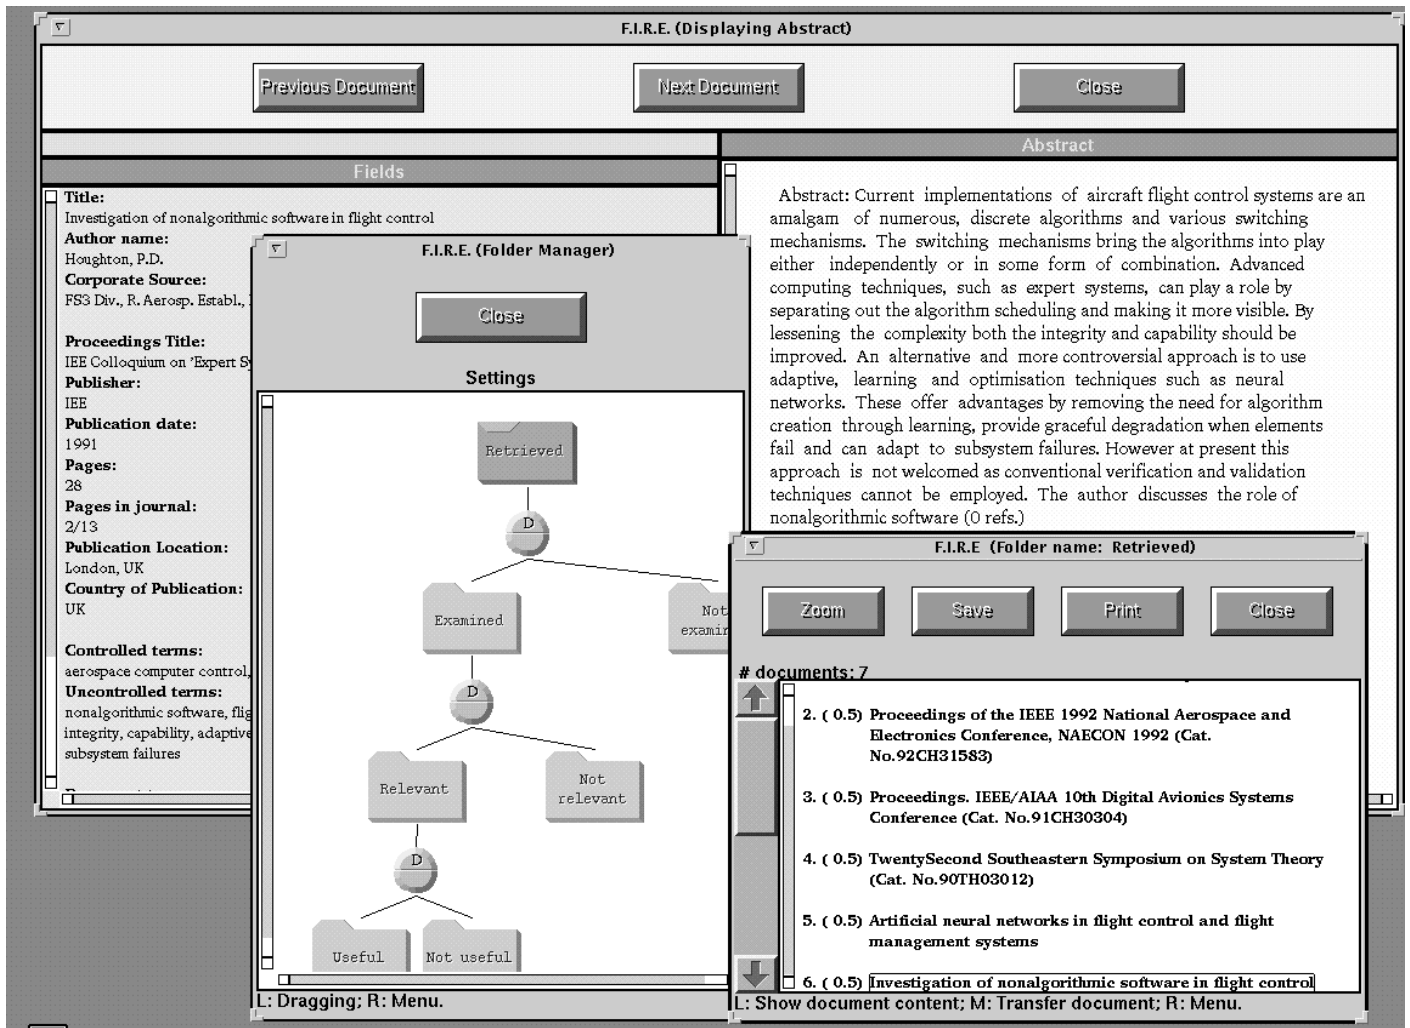 F.I.R.E. (Displaying Abstract)
Previous Document
Next Document
Close
Fields
Title:
Investigation of nonalgorithmic software in flight control
Author name:
Houghton, P.D.
Corporate Source:
FS3 Div., R. Aerosp. Establ.,
Proceedings Title:
IEE Colloquium on 'Expert Sy
Publisher:
IEE
Publication date:
1991
Pages:
28
Pages in journal:
2/13
Publication Location:
London, UK
Country of Publication:
UK
Controlled terms:
aerospace computer control,
Uncontrolled terms:
nonalgorithmic software, flig
integrity, capability, adaptive
subsystem failures
Abstract
Abstract: Current implementations of aircraft flight control systems are an
amalgam of numerous, discrete algorithms and various switching
mechanisms. The switching mechanisms bring the algorithms into play
either independently or in some form of combination. Advanced
computing techniques, such as expert systems, can play a role by
separating out the algorithm scheduling and making it more visible. By
lessening the complexity both the integrity and capability should be
improved. An alternative and more controversial approach is to use
adaptive, learning and optimisation techniques such as neural
networks. These offer advantages by removing the need for algorithm
creation through learning, provide graceful degradation when elements
fail and can adapt to subsystem failures. However at present this
approach is not welcomed as conventional verification and validation
techniques cannot be employed. The author discusses the role of
nonalgorithmic software (0 refs.)
F.I.R.E. (Folder Manager)
Close
Settings
Retrieved
D
Examined
Not
examin
D
Relevant
Not
relevant
D
Useful
Not useful
L: Dragging; R: Menu.
F.I.R.E (Folder name: Retrieved)
Zoom
Save
Print
Close
# documents: 7
2. ( 0.5) Proceedings of the IEEE 1992 National Aerospace and
Electronics Conference, NAECON 1992 (Cat.
No.92CH31583)
3. ( 0.5) Proceedings. IEEE/AIAA 10th Digital Avionics Systems
Conference (Cat. No.91CH30304)
4. ( 0.5) TwentySecond Southeastern Symposium on System Theory
(Cat. No.90TH03012)
5. ( 0.5) Artificial neural networks in flight control and flight
management systems
6. ( 0.5) Investigation of nonalgorithmic software in flight control
L: Show document content; M: Transfer document; R: Menu.